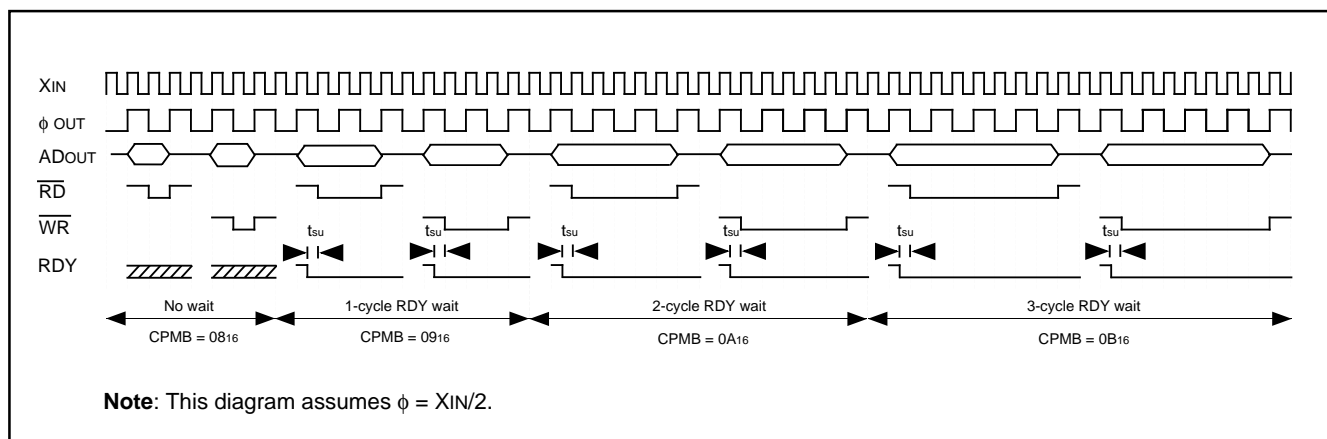 XIN
ϕ OUT
ADOUT
RD
WR
tsu tsu tsu tsu tsu tsu
RDY
No wait 1-cycle RDY wait 2-cycle RDY wait 3-cycle RDY wait
CPMB = 0816 CPMB = 0916 CPMB = 0A16 CPMB = 0B16
Note: This diagram assumes ϕ = XIN/2.